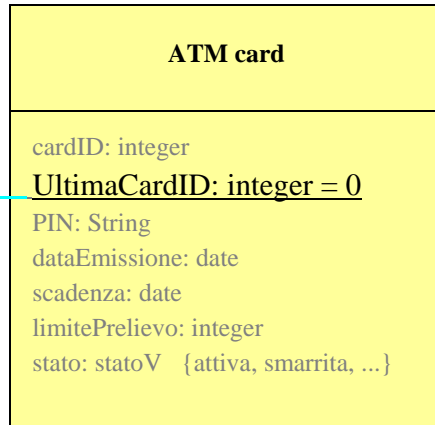 ATM card
cardID: integer
UltimaCardID: integer = 0
PIN: String
dataEmissione: date
scadenza: date
limitePrelievo: integer
stato: statoV {attiva, smarrita, ...}